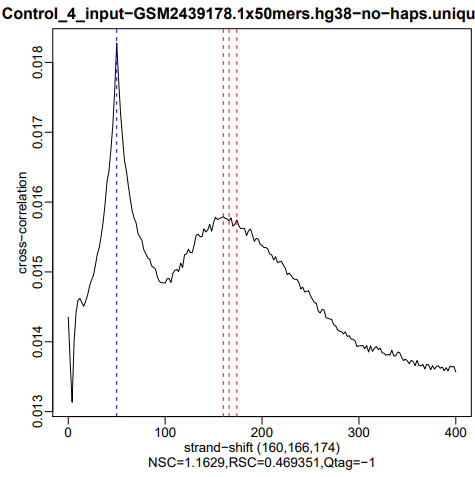 Control_4_input−GSM2439178.1x50mers.hg38−no−haps.uniqu
0.018
0.017
0.016
0.015
0.014
0.013
cross−correlation
0 100 200 300 400
strand−shift (160,166,174)
NSC=1.1629,RSC=0.469351,Qtag=−1